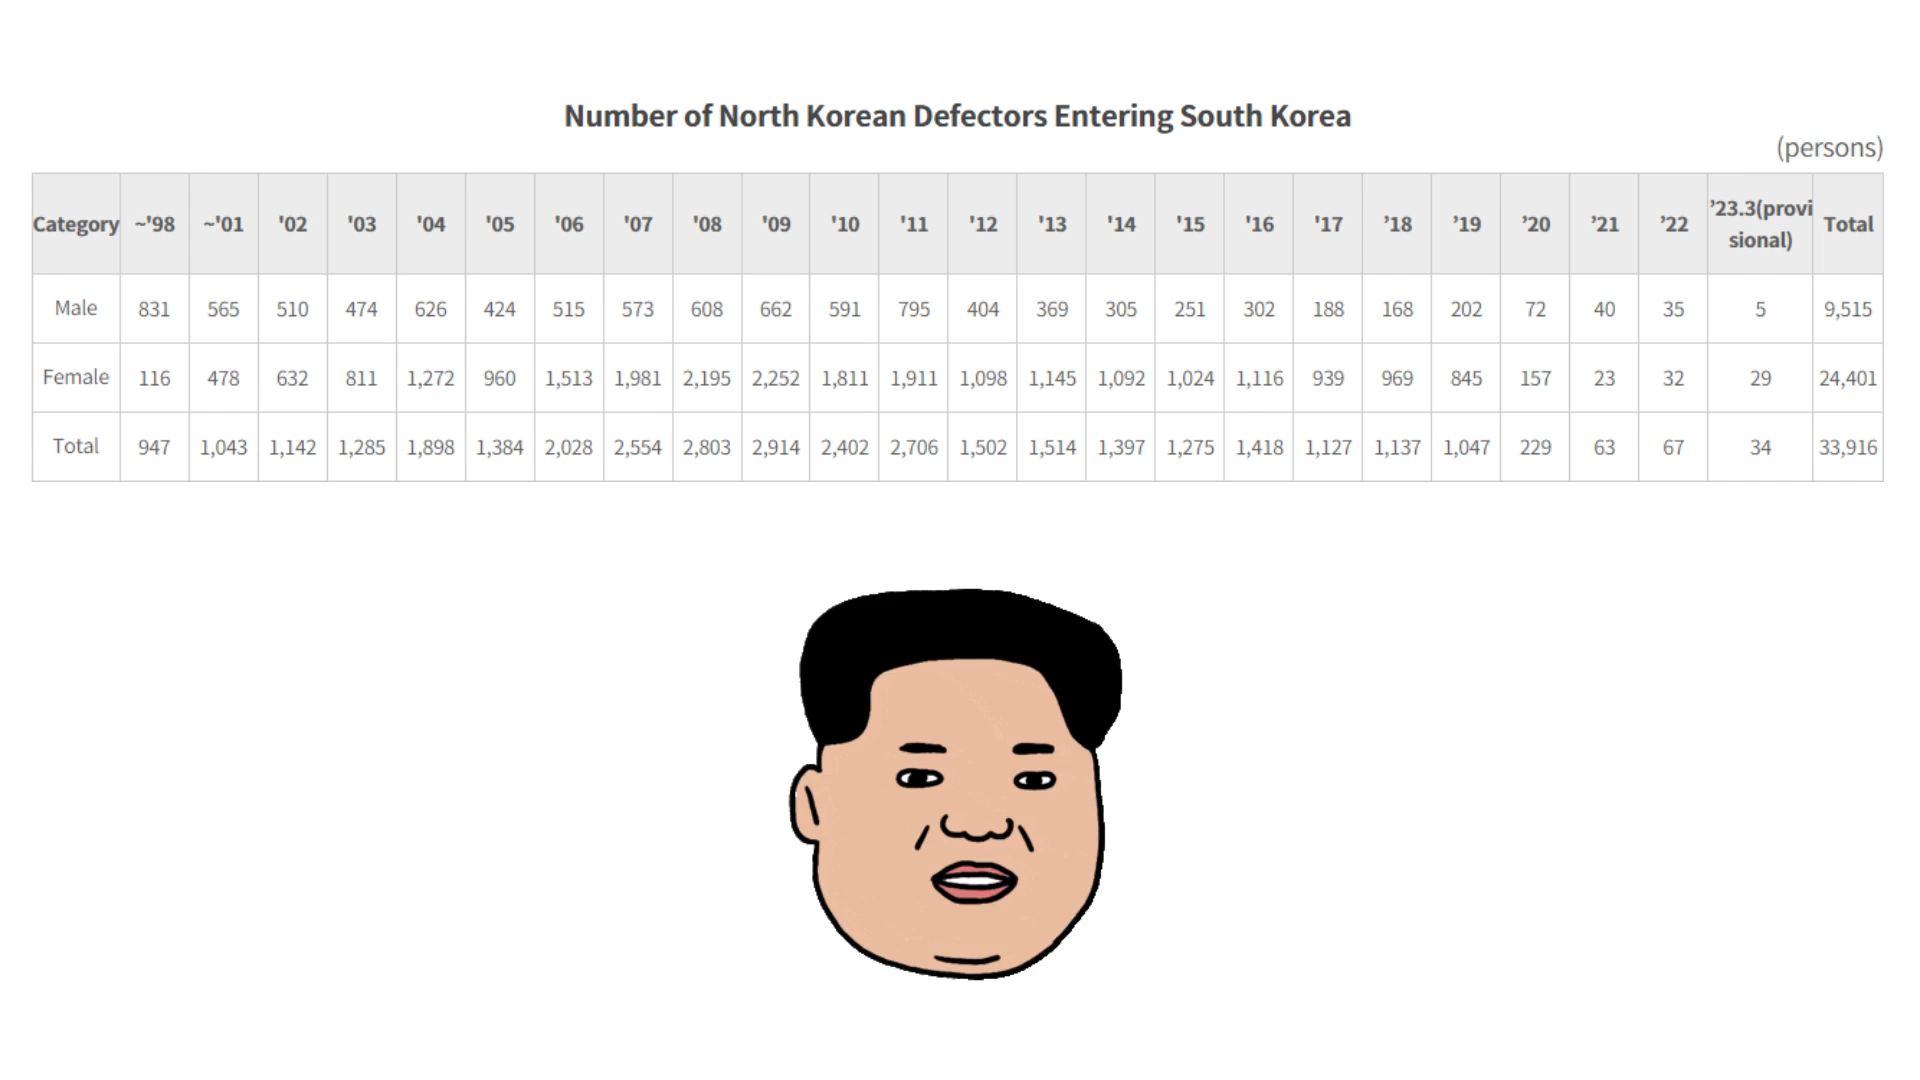 Number of North Korean Defectors Entering South Korea
(persons)
Category ~'98 ~'01 '02 '03 '04 '05 '06 '07 '08 '09 '10 '11 '12 '13 '14 '15 '16 '17 ’18 ’19 ’20 ’21 ’22 ’23.3(provi
sional) Total
Male 831 565 510 474 626 424 515 573 608 662 591 795 404 369 305 251 302 188 168 202 72 40 35 5 9,515
Female 116 478 632 811 1,272 960 1,513 1,981 2,195 2,252 1,811 1,911 1,098 1,145 1,092 1,024 1,116 939 969 845 157 23 32 29 24,401
Total 947 1,043 1,142 1,285 1,898 1,384 2,028 2,554 2,803 2,914 2,402 2,706 1,502 1,514 1,397 1,275 1,418 1,127 1,137 1,047 229 63 67 34 33,916